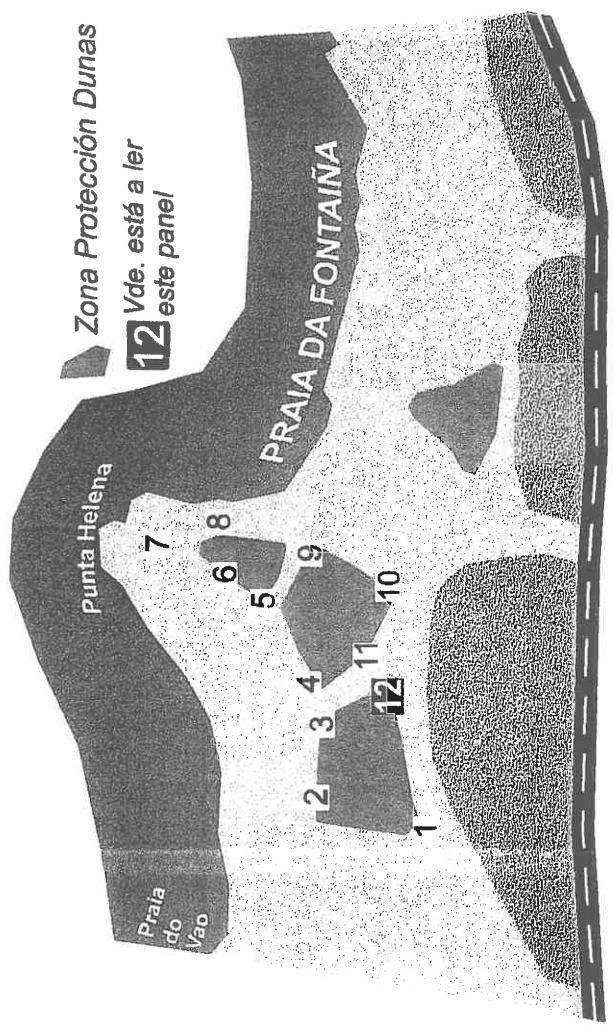 Zona Protección Dunas
12 Vde. está a ler
este panel
Punta Helena
PRAIA DA FONTAIÑA
Praia
do
Vao
1
2
3
4
5
6
7
8
9
10
11
12